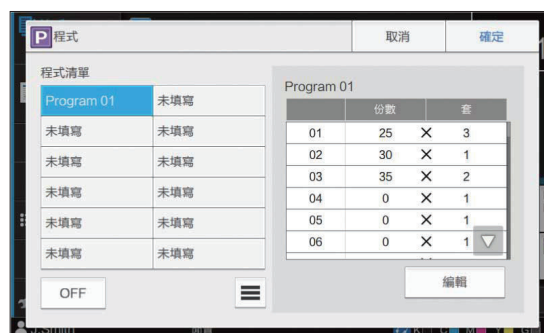 P 程式 取消 確定
程式清單
Program 01 未填寫
未填寫 未填寫
未填寫 未填寫
未填寫 未填寫
未填寫 未填寫
未填寫 未填寫
OFF
Program 01
份數 套
01 25 X 3
02 30 X 1
03 35 X 2
04 0 X 1
05 0 X 1
06 0 X 1
編輯
J.Smith